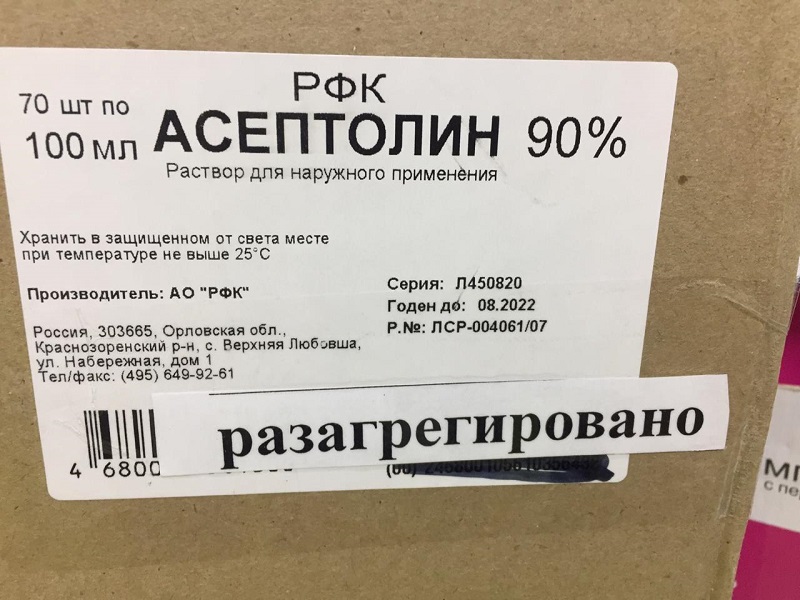 РФК
70 шт по
100 мл АСЕПТОЛИН 90%
Раствор для наружного применения
Хранить в защищенном от света месте
при температуре не выше 25°С
Производитель: АО "РФК"
Россия, 303665, Орловская обл.,
Краснозоренский р-н, с. Верхняя Любовша,
ул. Набережная, дом 1
Тел/факс: (495) 649-92-61
Серия: Л450820
Годен до: 08.2022
Р.№: ЛСР-004061/07
разагрегировано
4 6800